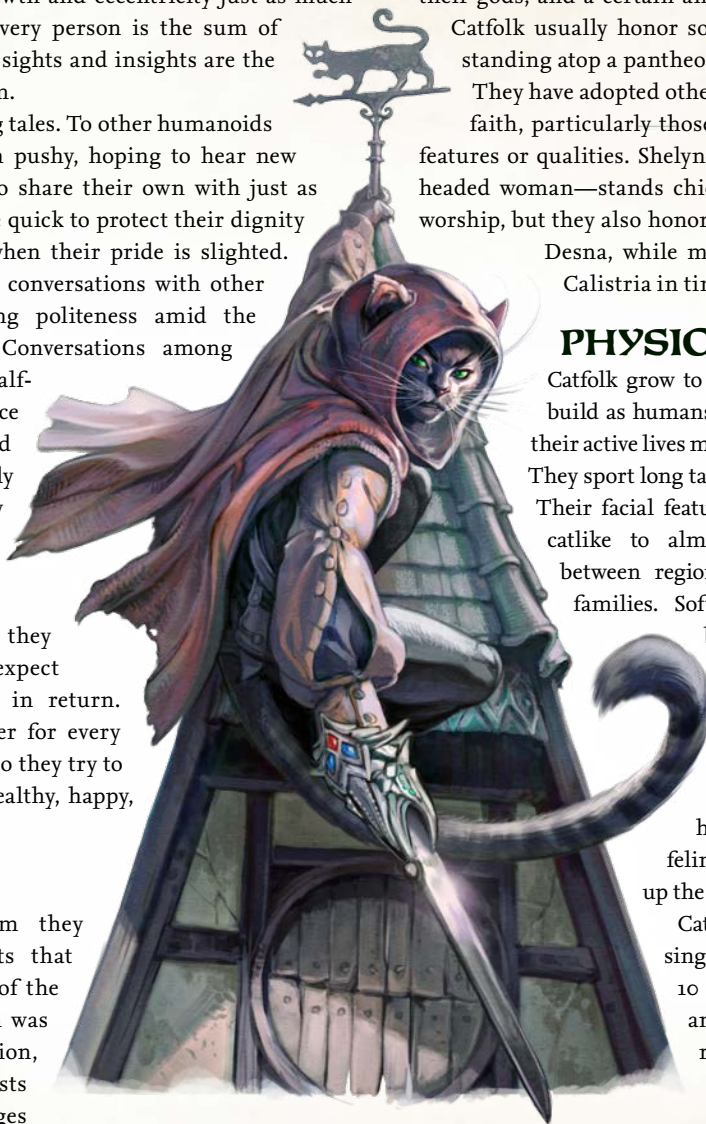 wth and eccentricity just as much
very person is the sum of
sights and insights are the
n.
g tales. To other humanoids
n pushy, hoping to hear new
o share their own with just as
e quick to protect their dignity
when their pride is slighted.
conversations with other
ng politeness amid the
Conversations among
alf-
ce
d
ly
y
they
expect
in return.
er for every
o they try to
ealthy, happy,
m they
ts that
of the
n was
ion,
sts
ges
their gods, and a certain an
Catfolk usually honor so
standing atop a pantheo
They have adopted othe
faith, particularly those
features or qualities. Shelyn
headed woman—stands chie
worship, but they also honor
Desna, while m
Calistria in tin
PHYSIC
Catfolk grow to
build as humans
their active lives m
They sport long ta
Their facial featu
catlike to alm
between region
families. Sof
h
felin
up the
Cat
sing
10
an
r